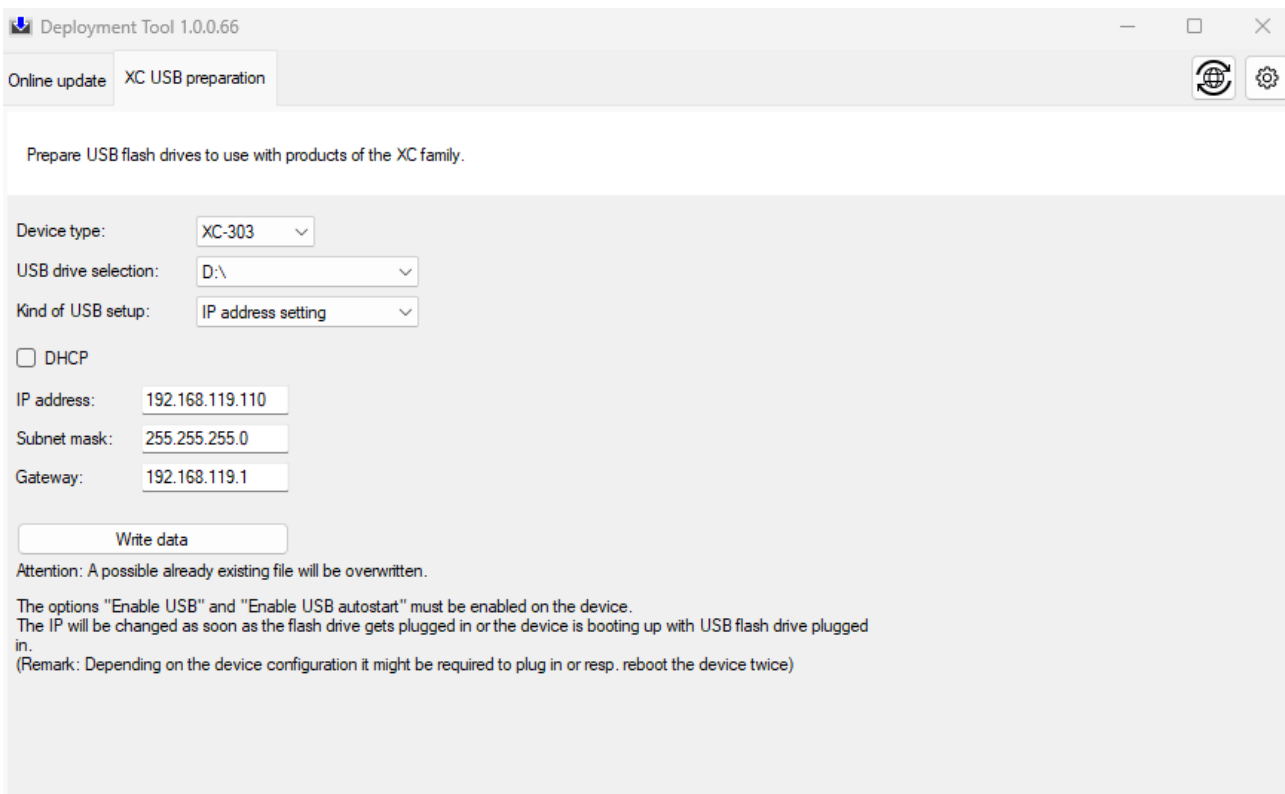 Deployment Tool 1.0.0.66
Online update
XC USB preparation
Prepare USB flash drives to use with products of the XC family.
Device type: XC-303
USB drive selection: D:\
Kind of USB setup: IP address setting
DHCP
IP address: 192.168.119.110
Subnet mask: 255.255.255.0
Gateway: 192.168.119.1
Write data
Attention: A possible already existing file will be overwritten.
The options "Enable USB" and "Enable USB autostart" must be enabled on the device.
The IP will be changed as soon as the flash drive gets plugged in or the device is booting up with USB flash drive plugged
in.
(Remark: Depending on the device configuration it might be required to plug in or resp. reboot the device twice)